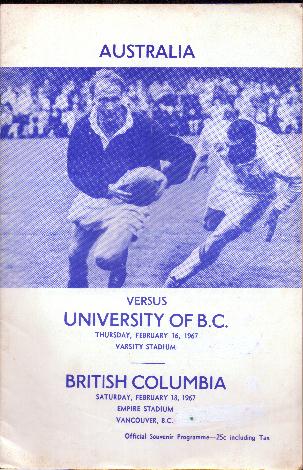 AUSTRALIA
VERSUS
UNIVERSITY OF B.C.
THURSDAY, FEBRUARY 16, 1967
VARSITY STADIUM
BRITISH COLUMBIA
SATURDAY, FEBRUARY 18, 1967
EMPIRE STADIUM
VANCOUVER, B.C.
Official Souvenir Programme—25c including Tax